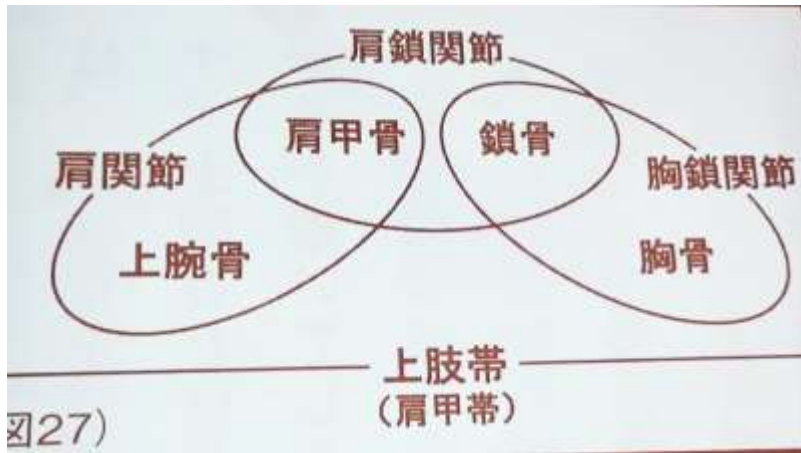 肩鎖関節
肩甲骨
鎖骨
肩関節
胸鎖関節
上腕骨
胸骨
上肢帯
（肩甲帯）
図27）